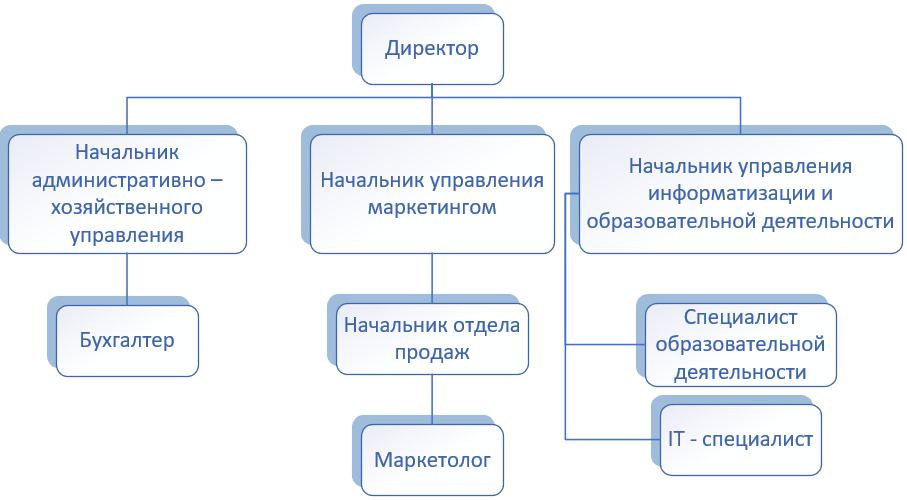 Директор
Начальник
административно –
хозяйственного
управления
Начальник управления
маркетингом
Начальник управления
информатизации и
образовательной деятельности
Бухгалтер
Начальник отдела
продаж
Специалист
образовательной
деятельности
Маркетолог
IT - специалист